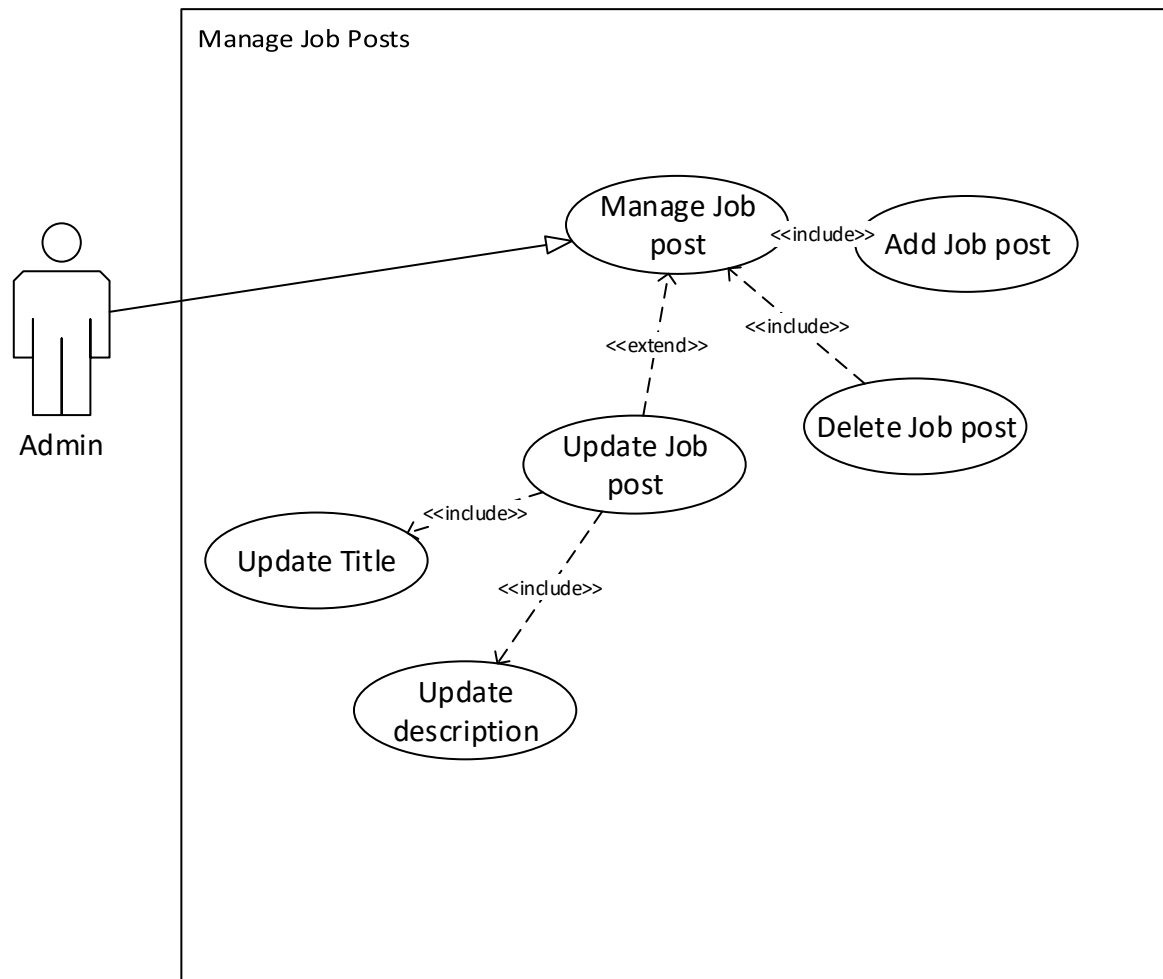 Manage Job Posts
Manage Job
post
<<include>>
Add Job post
<<include>>
<<extend>>
Delete Job post
Admin
Update Job
post
<<include>>
Update Title
<<include>>
Update
description